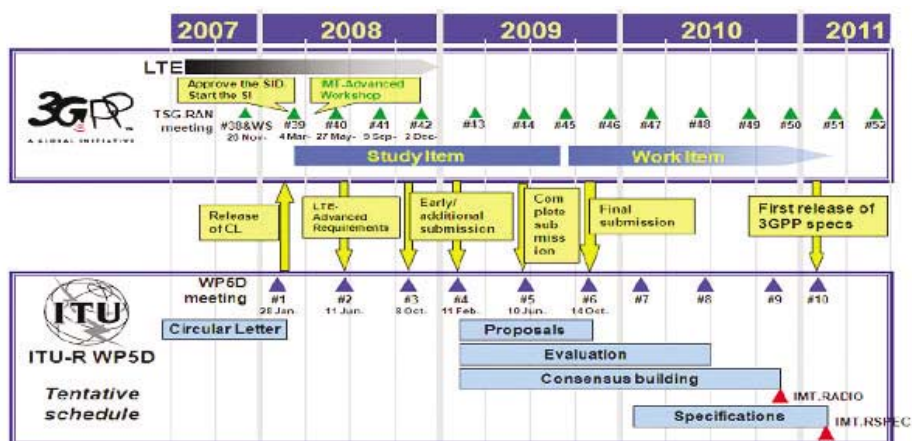 2007 2008 2009 2010 2011
LTE
Approve the SID-
Start the SI
IMT-Advanced
Workshop
3GPP
TM
A GLOBAL INITIATIVE
TSG.RAN
meeting
#38&WS #39 #40 #41 #42 #43 #44 #45 #46 #47 #48 #49 #50 #51 #52
4 Mar- 27 May- 2 Dec-
Study Item
Work Item
Release
of CL
LTE-
Advanced
Requirements
Early/
additional
submission
Com
plete
sub
miss
ion
Final
submission
First release of
3GPP specs
WP5D
meeting
#1 #2 #3 #4 #5 #6 #7 #8 #9 #10
28 Jan. 11 Jun. 8 Oct. 11 Feb. 10 Jun. 14 Oct.
ITU
ITU-R WP5D
Tentative
schedule
Circular Letter
Proposals
Evaluation
Consensus building
IMT.RADIO
Specifications
IMT.RSPEC